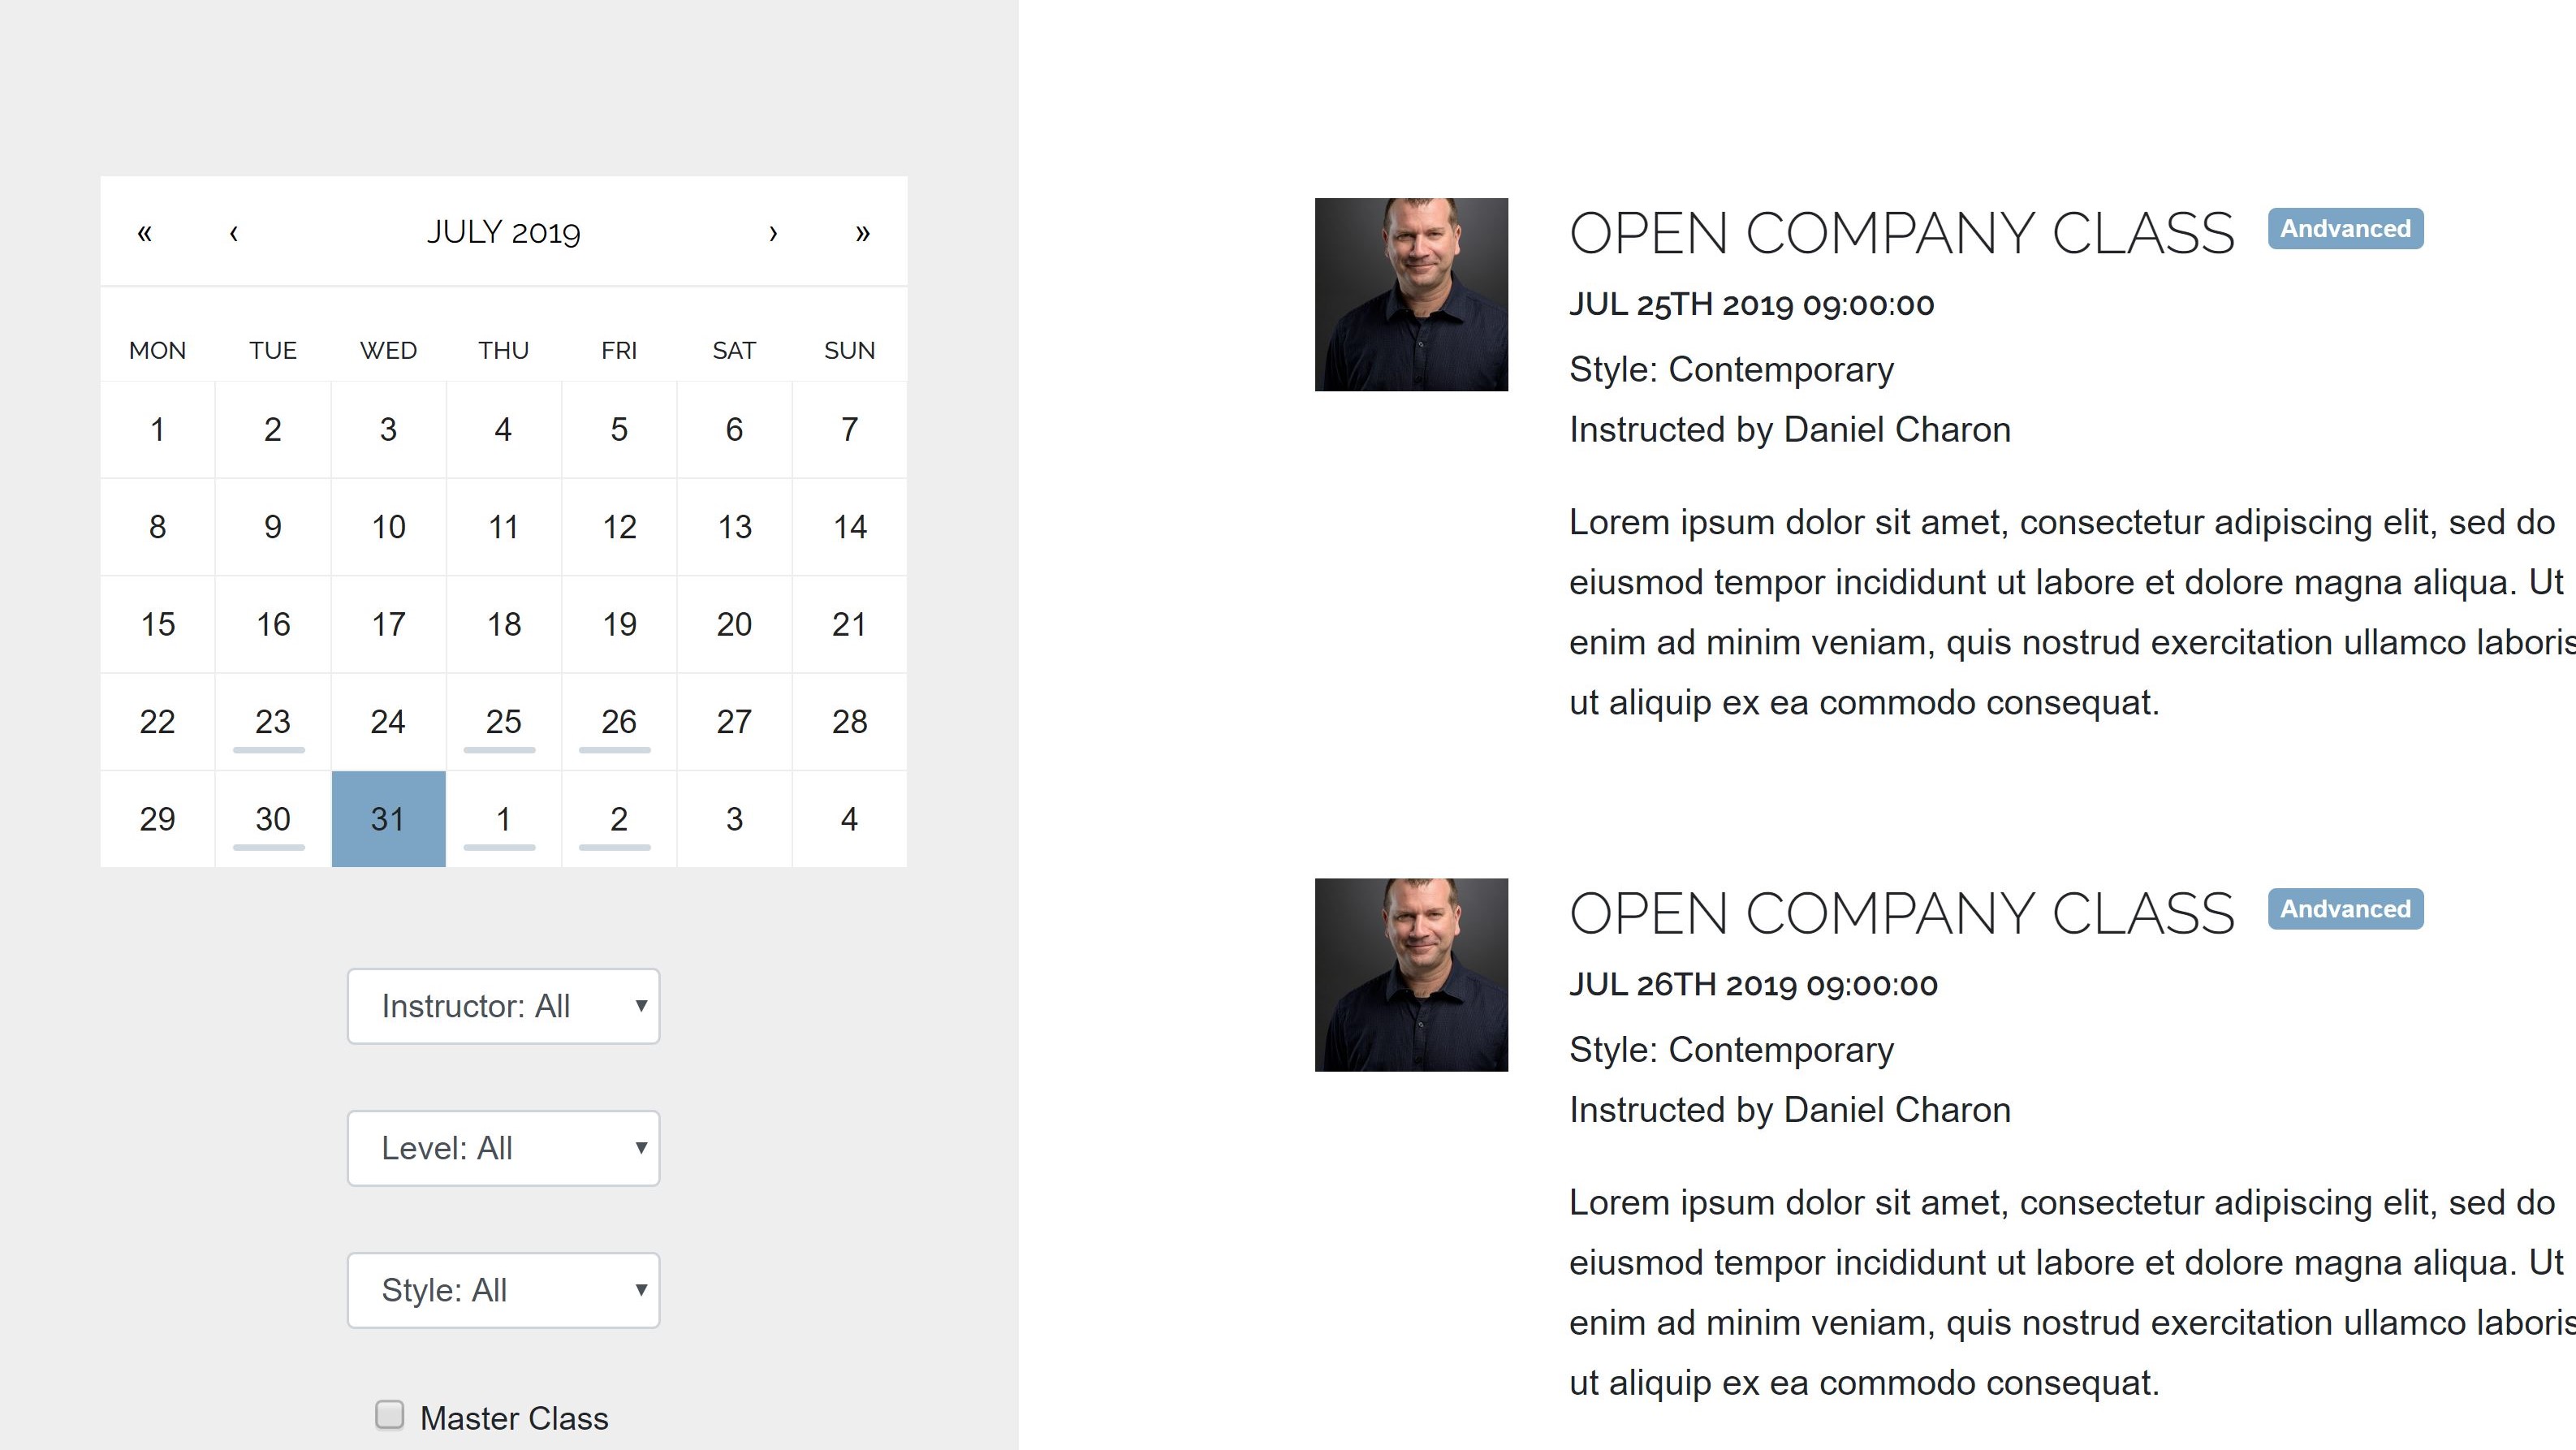 « ‹ JULY 2019 › »
MON TUE WED THU FRI SAT SUN
1 2 3 4 5 6 7
8 9 10 11 12 13 14
15 16 17 18 19 20 21
22 23 24 25 26 27 28
29 30 31 1 2 3 4
Instructor: All
Level: All
Style: All
Master Class
OPEN COMPANY CLASS Andvanced
JUL 25TH 2019 09:00:00
Style: Contemporary
Instructed by Daniel Charon
Lorem ipsum dolor sit amet, consectetur adipiscing elit, sed do
eiusmod tempor incididunt ut labore et dolore magna aliqua. Ut
enim ad minim veniam, quis nostrud exercitation ullamco laboris
ut aliquip ex ea commodo consequat.
OPEN COMPANY CLASS Andvanced
JUL 26TH 2019 09:00:00
Style: Contemporary
Instructed by Daniel Charon
Lorem ipsum dolor sit amet, consectetur adipiscing elit, sed do
eiusmod tempor incididunt ut labore et dolore magna aliqua. Ut
enim ad minim veniam, quis nostrud exercitation ullamco laboris
ut aliquip ex ea commodo consequat.